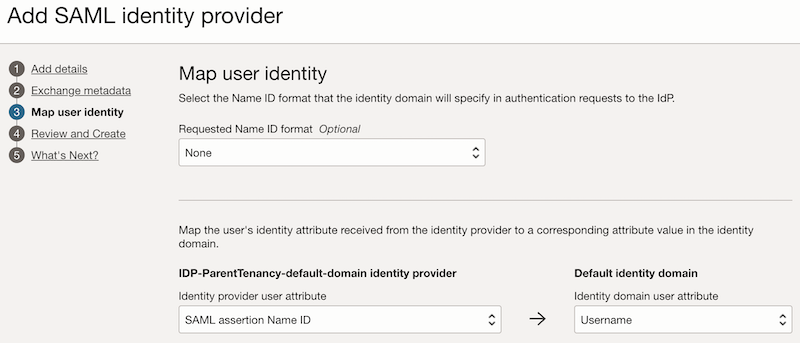 Add SAML identity provider
1 Add details
2 Exchange metadata
3 Map user identity
4 Review and Create
5 What's Next?
Map user identity
Select the Name ID format that the identity domain will specify in authentication requests to the IdP.
Requested Name ID format Optional
None
Map the user's identity attribute received from the identity provider to a corresponding attribute value in the identity
domain.
IDP-ParentTenancy-default-domain identity provider
Identity provider user attribute
SAML assertion Name ID
Default identity domain
Identity domain user attribute
Username